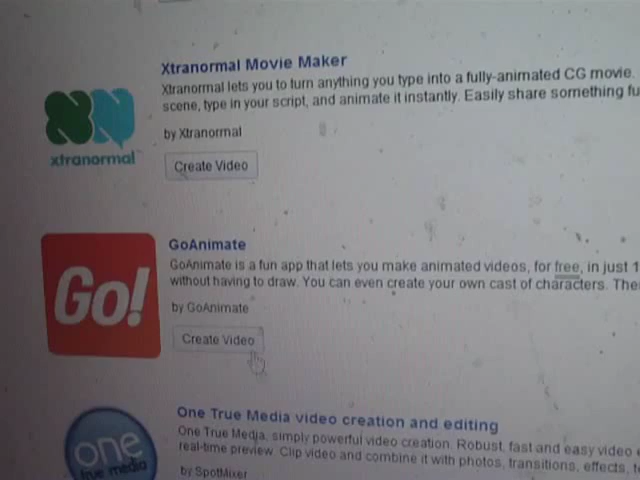 Xtranormal Movie Maker
Xtranormal lets you to turn anything you type into a fully-animated CG movie.
scene, type in your script, and animate it instantly. Easily share something fu
xtranormal
by Xtranormal
Create Video
GoAnimate
Go!
GoAnimate is a fun app that lets you make animated videos, for free, in just 1
without having to draw. You can even create your own cast of characters. The
by GoAnimate
Create Video
One True Media video creation and editing
one
true media
One True Media, simply powerful video creation. Robust, fast and easy video e
real-time preview. Clip video and combine it with photos, transitions, effects, te
by SpotMixer